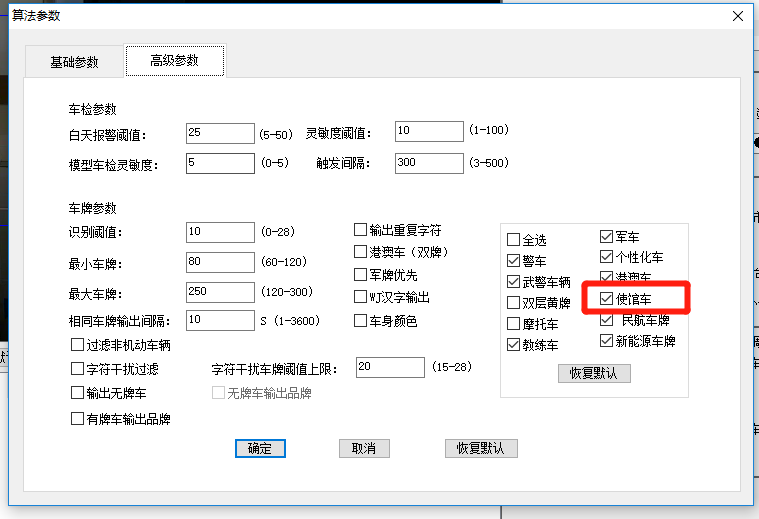 算法参数
基础参数 高级参数
车检参数
白天报警阈值: 25 (5-50) 灵敏度阈值: 10 (1-100)
模型车检灵敏度: 5 (0-5) 触发间隔: 300 (3-500)
车牌参数
识别阈值: 10 (0-28)
最小车牌: 80 (60-120)
最大车牌: 250 (120-300)
相同车牌输出间隔: 10 S (1-3600)
输出重复字符
港澳车（双牌）
军牌优先
WJ汉字输出
车身颜色
全选
警车
武警车辆
双层黄牌
摩托车
教练车
军车
个性化车
港澳车
使馆车
民航车牌
新能源车牌
恢复默认
过滤非机动车辆
字符干扰过滤 字符干扰车牌阈值上限: 20 (15-28)
输出无牌车 无牌车输出品牌
有牌车输出品牌
确定 取消 恢复默认